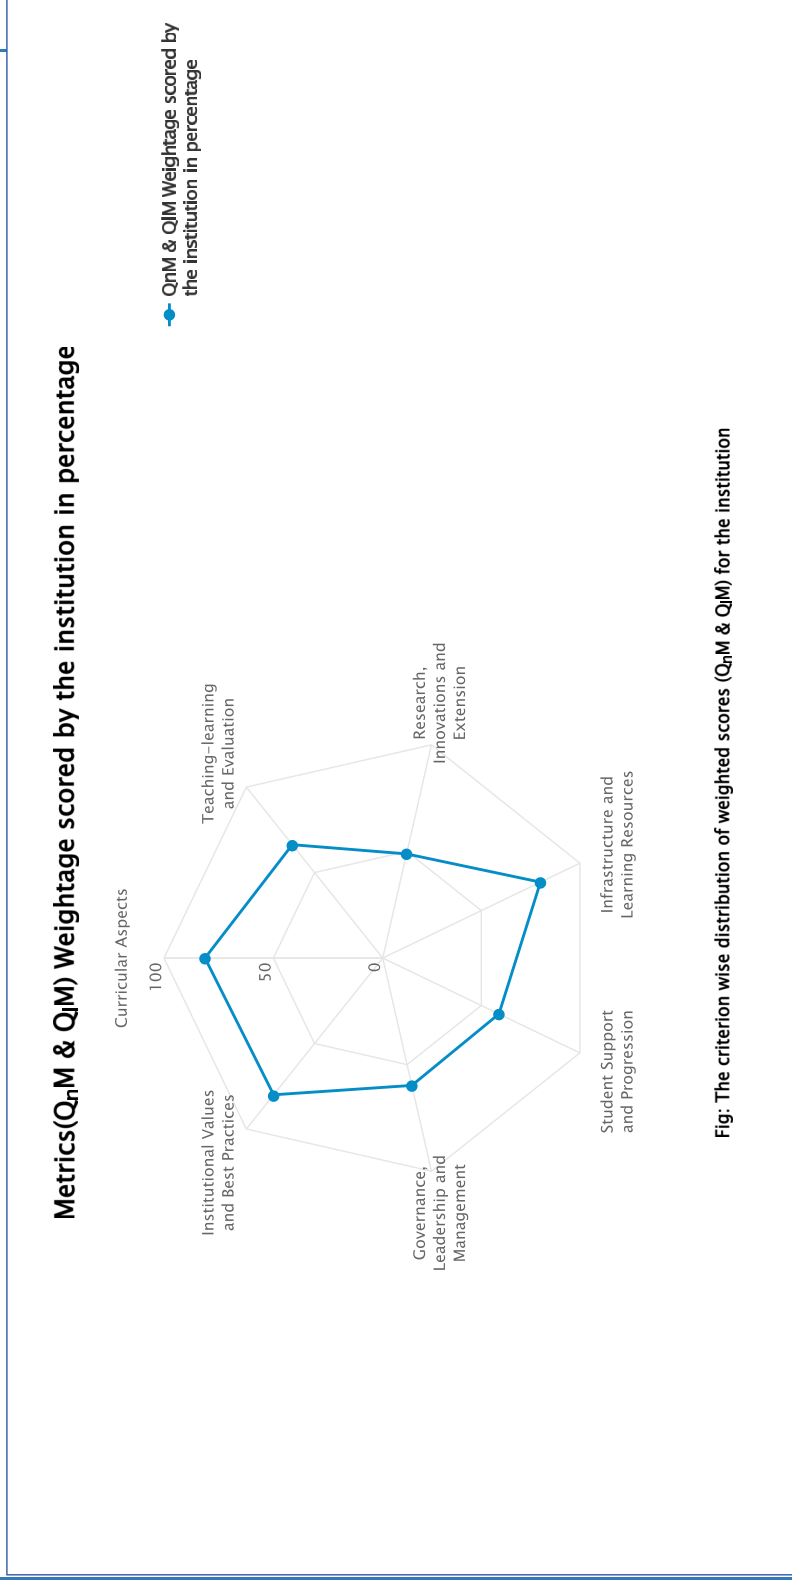 Metrics(QnM & QlM) Weightage scored by the institution in percentage
QnM & QlM Weightage scored by
the institution in percentage
Curricular Aspects
Teaching-learning
and Evaluation
Research,
Innovations and
Extension
Infrastructure and
Learning Resources
Student Support
and Progression
Governance,
Leadership and
Management
Institutional Values
and Best Practices
100
50
0
Fig: The criterion wise distribution of weighted scores (QnM & QlM) for the institution